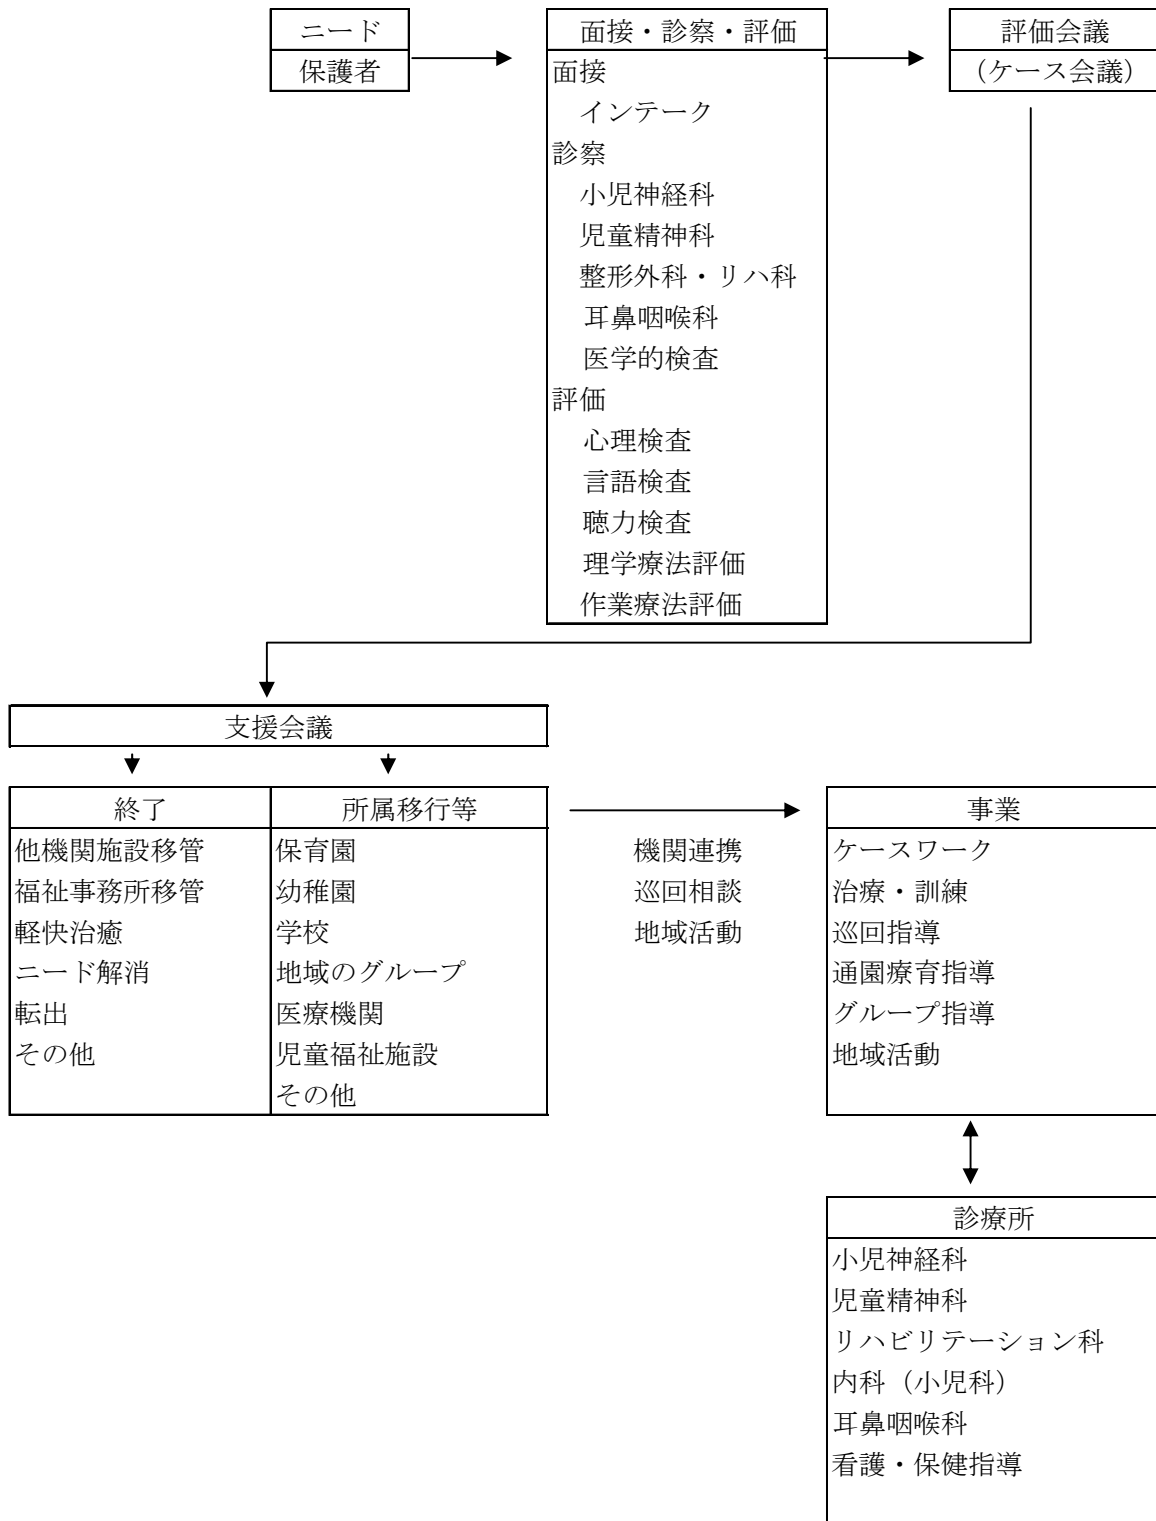 ニード
保護者
面接・診察・評価
面接
インテーク
診察
小児神経科
児童精神科
整形外科・リハ科
耳鼻咽喉科
医学的検査
評価
心理検査
言語検査
聴力検査
理学療法評価
作業療法評価
評価会議
（ケース会議）
支援会議
終了
他機関施設移管
福祉事務所移管
軽快治癒
ニード解消
転出
その他
所属移行等
保育園
幼稚園
学校
地域のグループ
医療機関
児童福祉施設
その他
機関連携
巡回相談
地域活動
事業
ケースワーク
治療・訓練
巡回指導
通園療育指導
グループ指導
地域活動
診療所
小児神経科
児童精神科
リハビリテーション科
内科（小児科）
耳鼻咽喉科
看護・保健指導